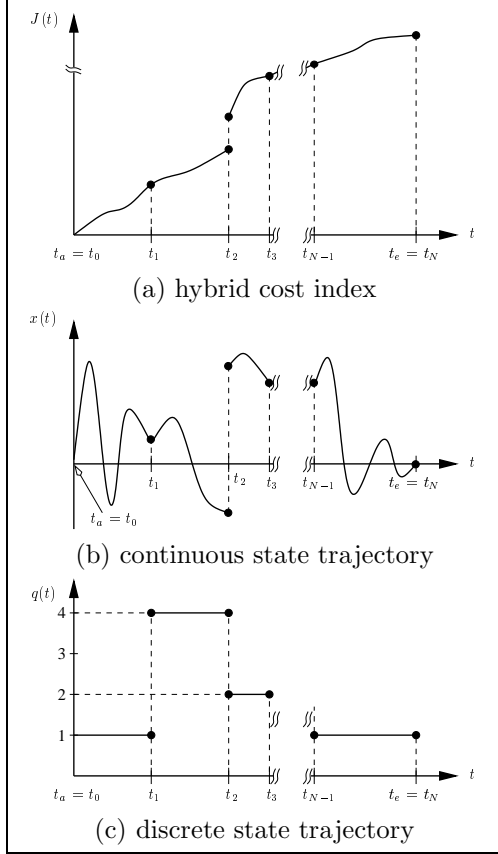 J(t)
t
t_a = t_0 t_1 t_2 t_3 t_{N-1} t_e = t_N
(a) hybrid cost index
x(t)
t
t_1 t_2 t_3 t_{N-1} t_e = t_N
t_a = t_0
(b) continuous state trajectory
q(t)
4
3
2
1
t
t_a = t_0 t_1 t_2 t_3 t_{N-1} t_e = t_N
(c) discrete state trajectory